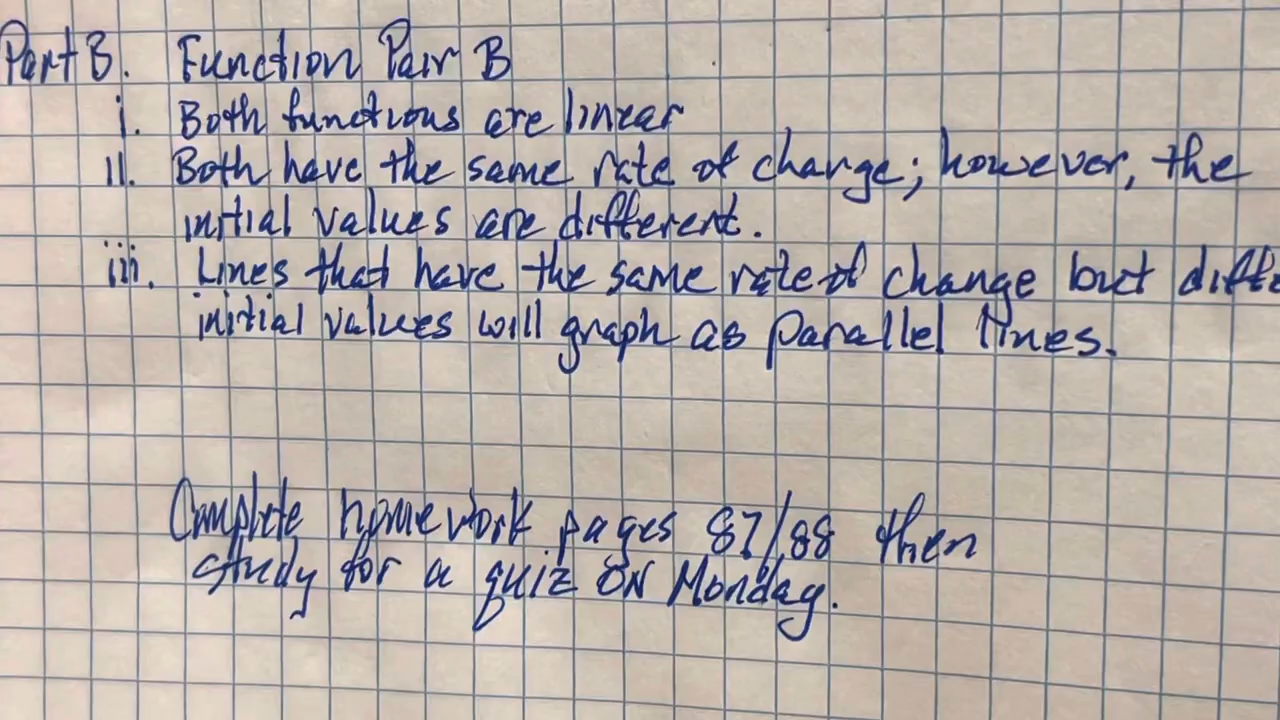 Part B. Function Pair B
i. Both functions are linear
ii. Both have the same rate of change; however, the
initial values are different.
iii. Lines that have the same rate of change but diffe
initial values will graph as parallel lines.
Complete homework pages 87/88 then
study for a quiz on Monday.